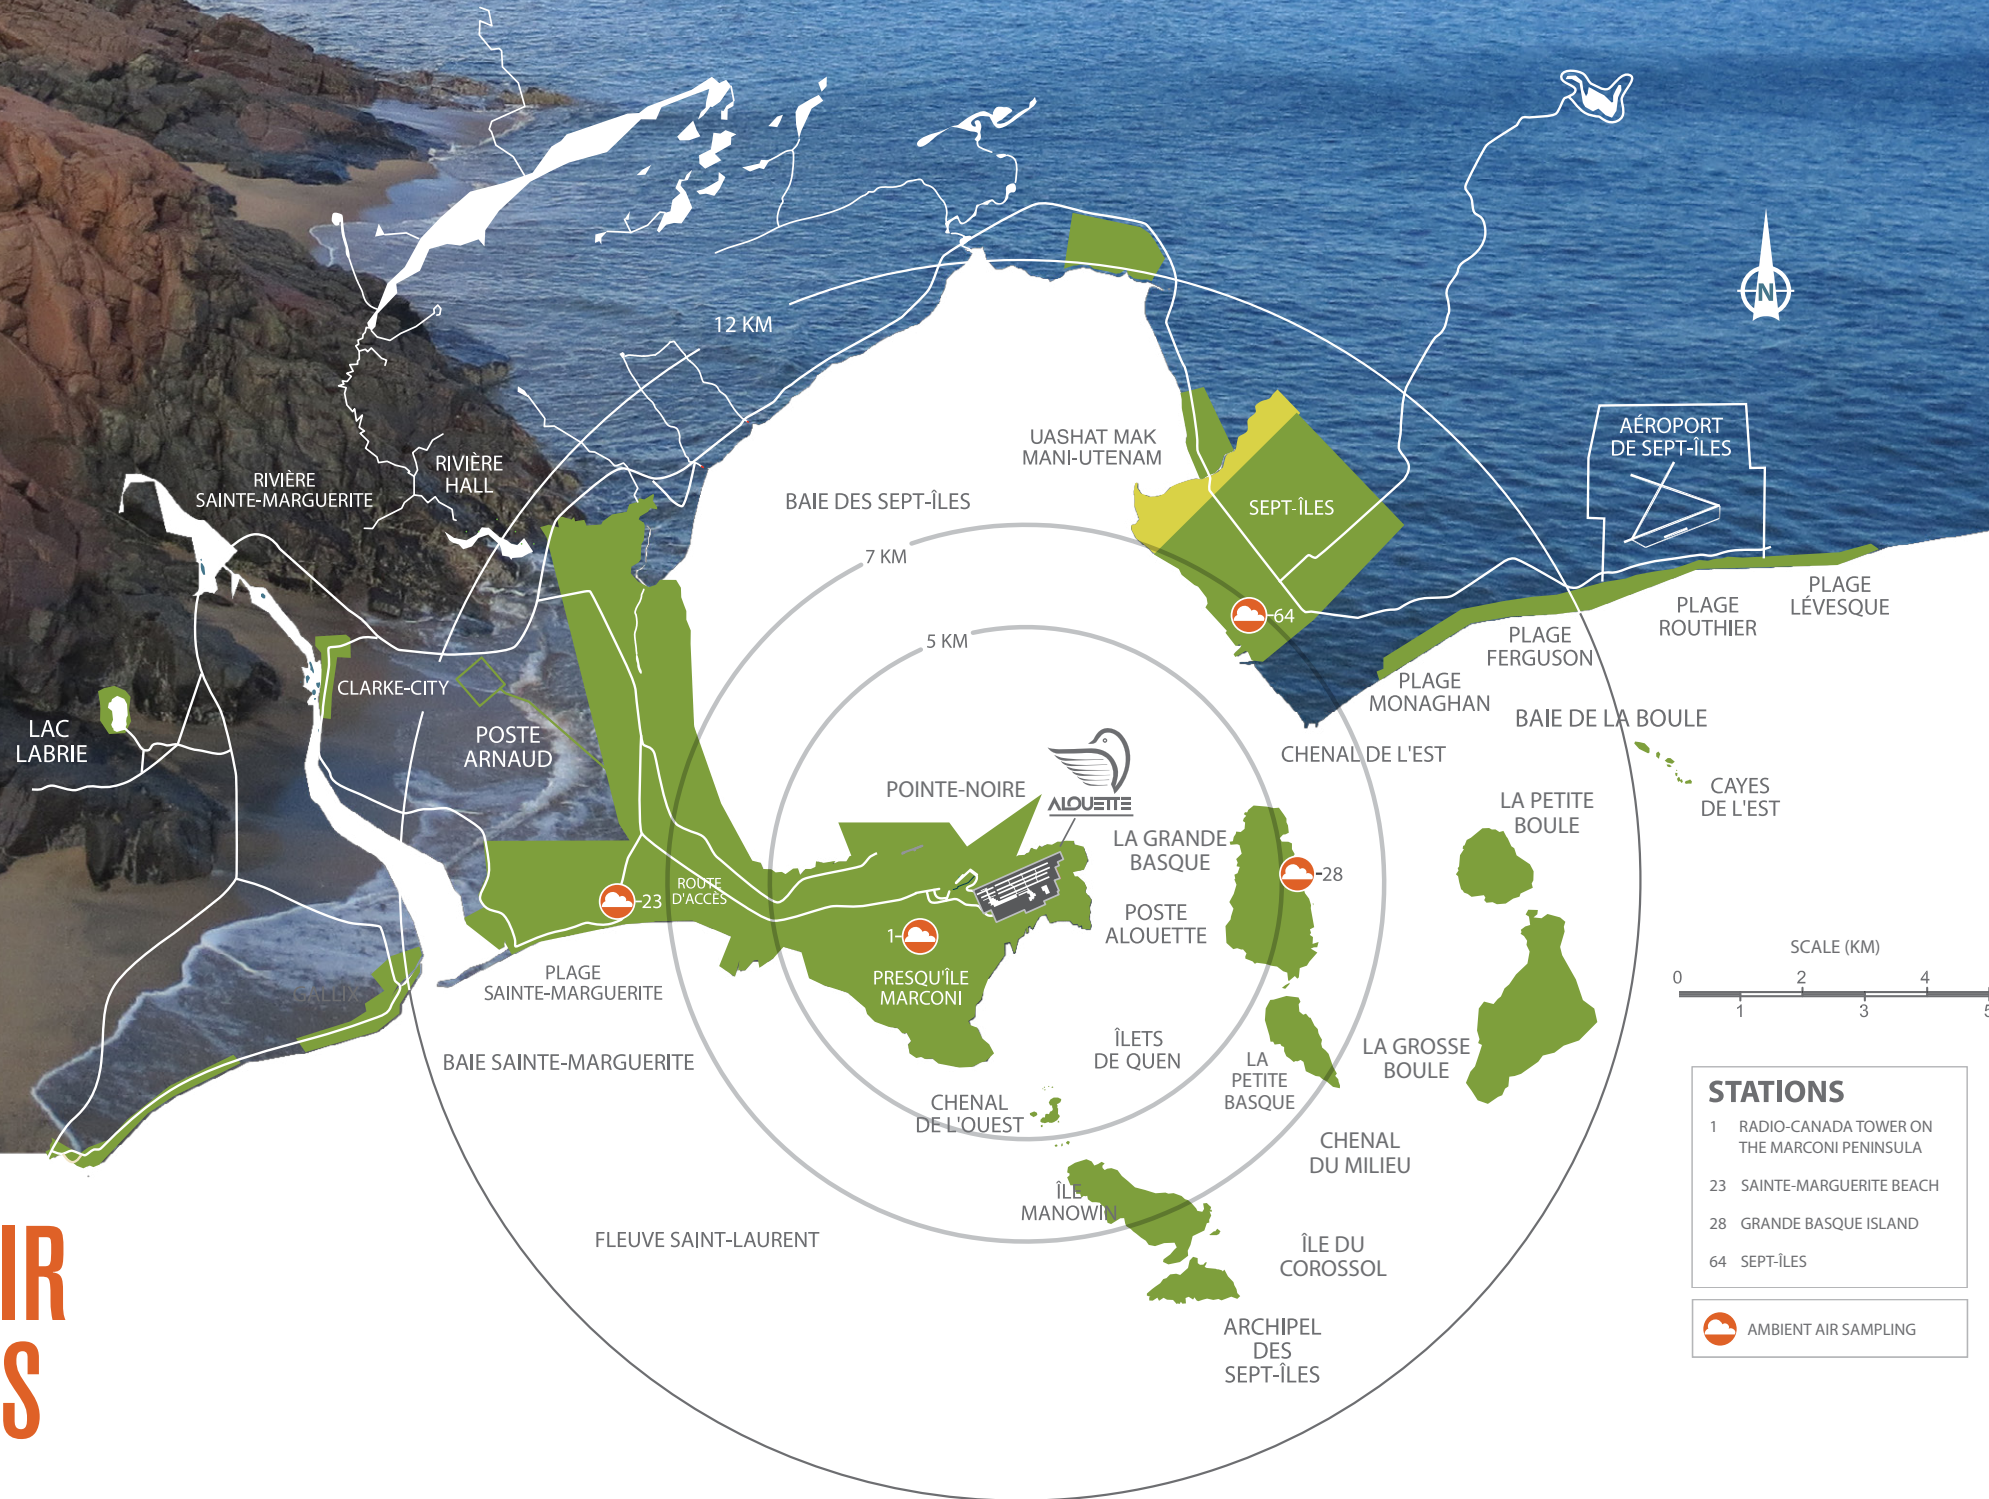 12 KM
N
AÉROPORT
DE SEPT-ÎLES
UASHAT MAK
MANI-UTENAM
RIVIÈRE
SAINTE-MARGUERITE
RIVIÈRE
HALL
BAIE DES SEPT-ÎLES
SEPT-ÎLES
7 KM
5 KM
64
PLAGE
LÉVESQUE
PLAGE
ROUTHIER
PLAGE
FERGUSON
PLAGE
MONAGHAN
CLARKE-CITY
LAC
LABRIE
POSTE
ARNAUD
BAIE DE LA BOULE
CHENAL DE L'EST
CAYES
DE L'EST
POINTE-NOIRE
ALOUETTE
LA PETITE
BOULE
LA GRANDE
BASQUE
28
ROUTE
D'ACCÈS
23
1
POSTE
ALOUETTE
PRESQU'ÎLE
MARCONI
PLAGE
SAINTE-MARGUERITE
GALLIX
SCALE (KM)
0 2 4
1 3 5
BAIE SAINTE-MARGUERITE
ÎLETS
DE QUEN
LA
PETITE
BASQUE
LA GROSSE
BOULE
CHENAL
DE L'OUEST
CHENAL
DU MILIEU
ÎLE
MANOWIN
FLEUVE SAINT-LAURENT
ÎLE DU
COROSSOL
ARCHIPEL
DES
SEPT-ÎLES
STATIONS
1 RADIO-CANADA TOWER ON
THE MARCONI PENINSULA
23 SAINTE-MARGUERITE BEACH
28 GRANDE BASQUE ISLAND
64 SEPT-ÎLES
AMBIENT AIR SAMPLING
IR
S